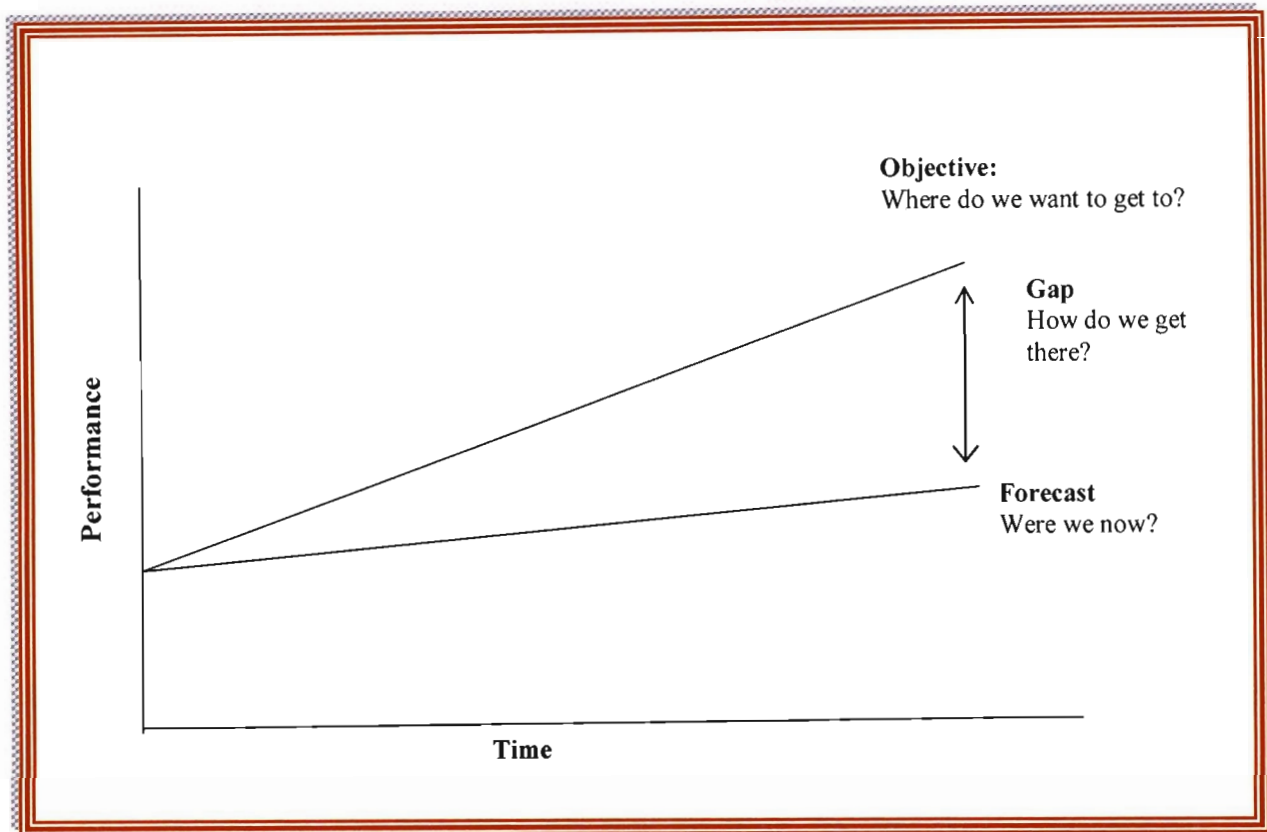 Objective:
Where do we want to get to?
Gap
How do we get
there?
Performance
Forecast
Were we now?
Time